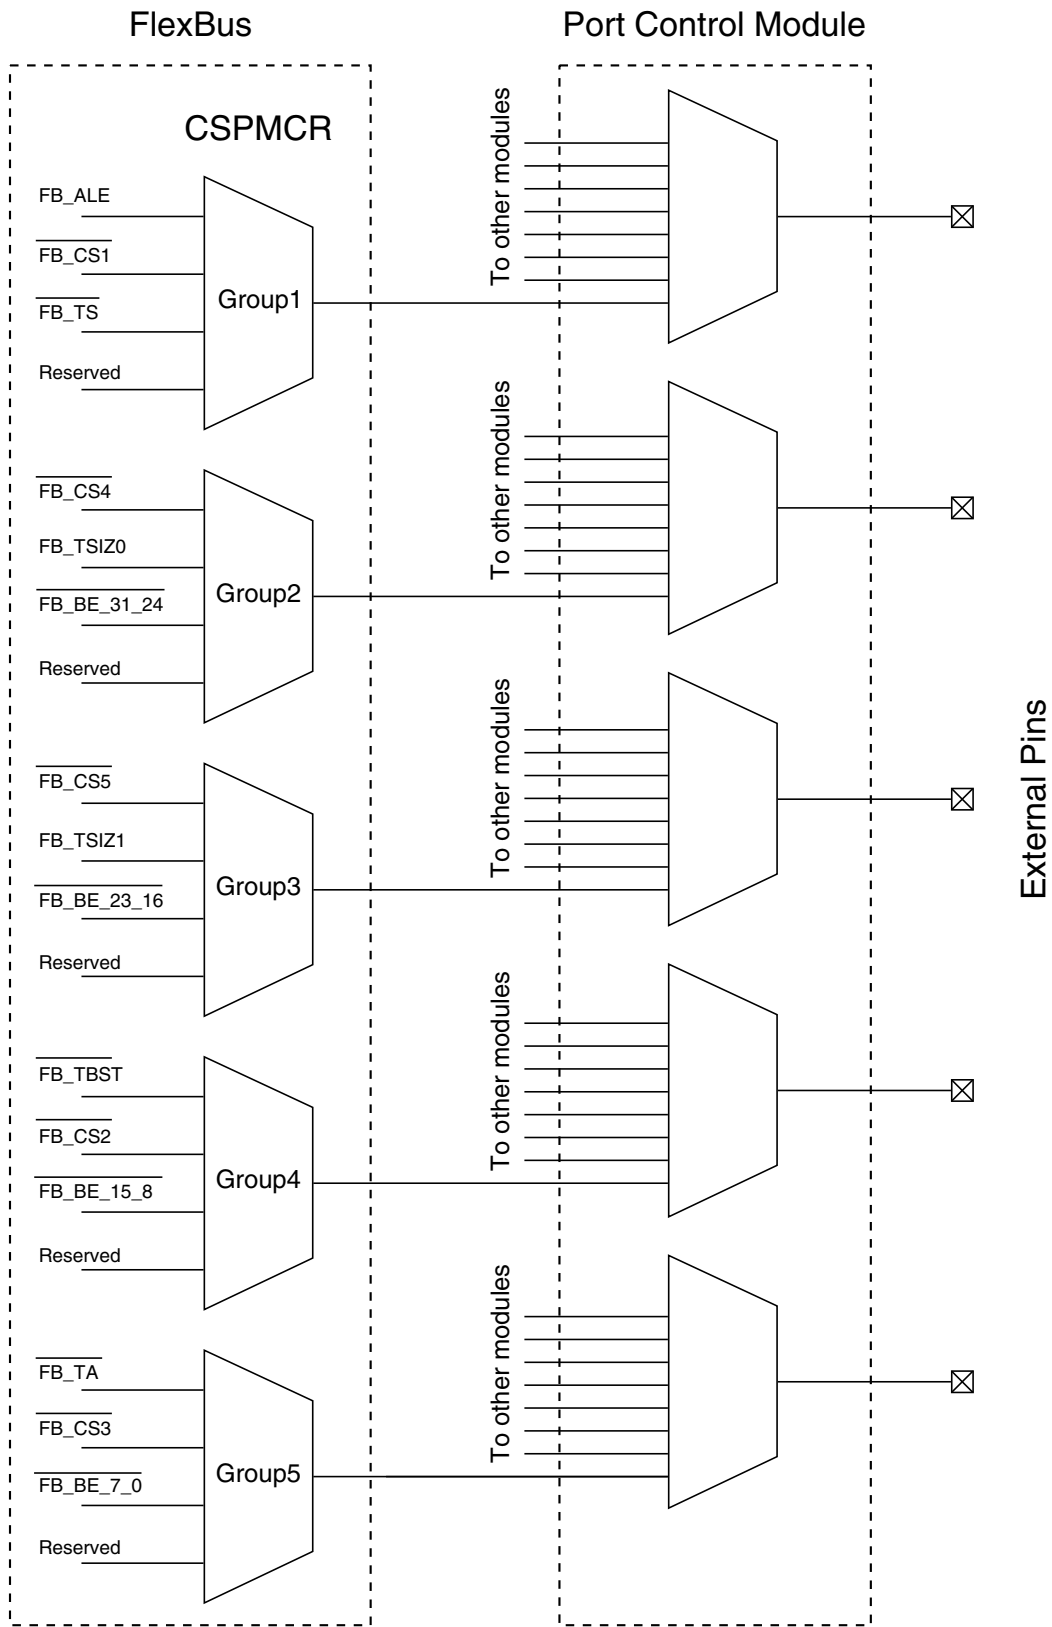 FlexBus
Port Control Module
CSPMCR
FB_ALE
FB_CS1
FB_TS
Reserved
Group1
To other modules
FB_CS4
FB_TSIZ0
FB_BE_31_24
Reserved
Group2
To other modules
FB_CS5
FB_TSIZ1
FB_BE_23_16
Reserved
Group3
To other modules
FB_TBST
FB_CS2
FB_BE_15_8
Reserved
Group4
To other modules
FB_TA
FB_CS3
FB_BE_7_0
Reserved
Group5
To other modules
External Pins